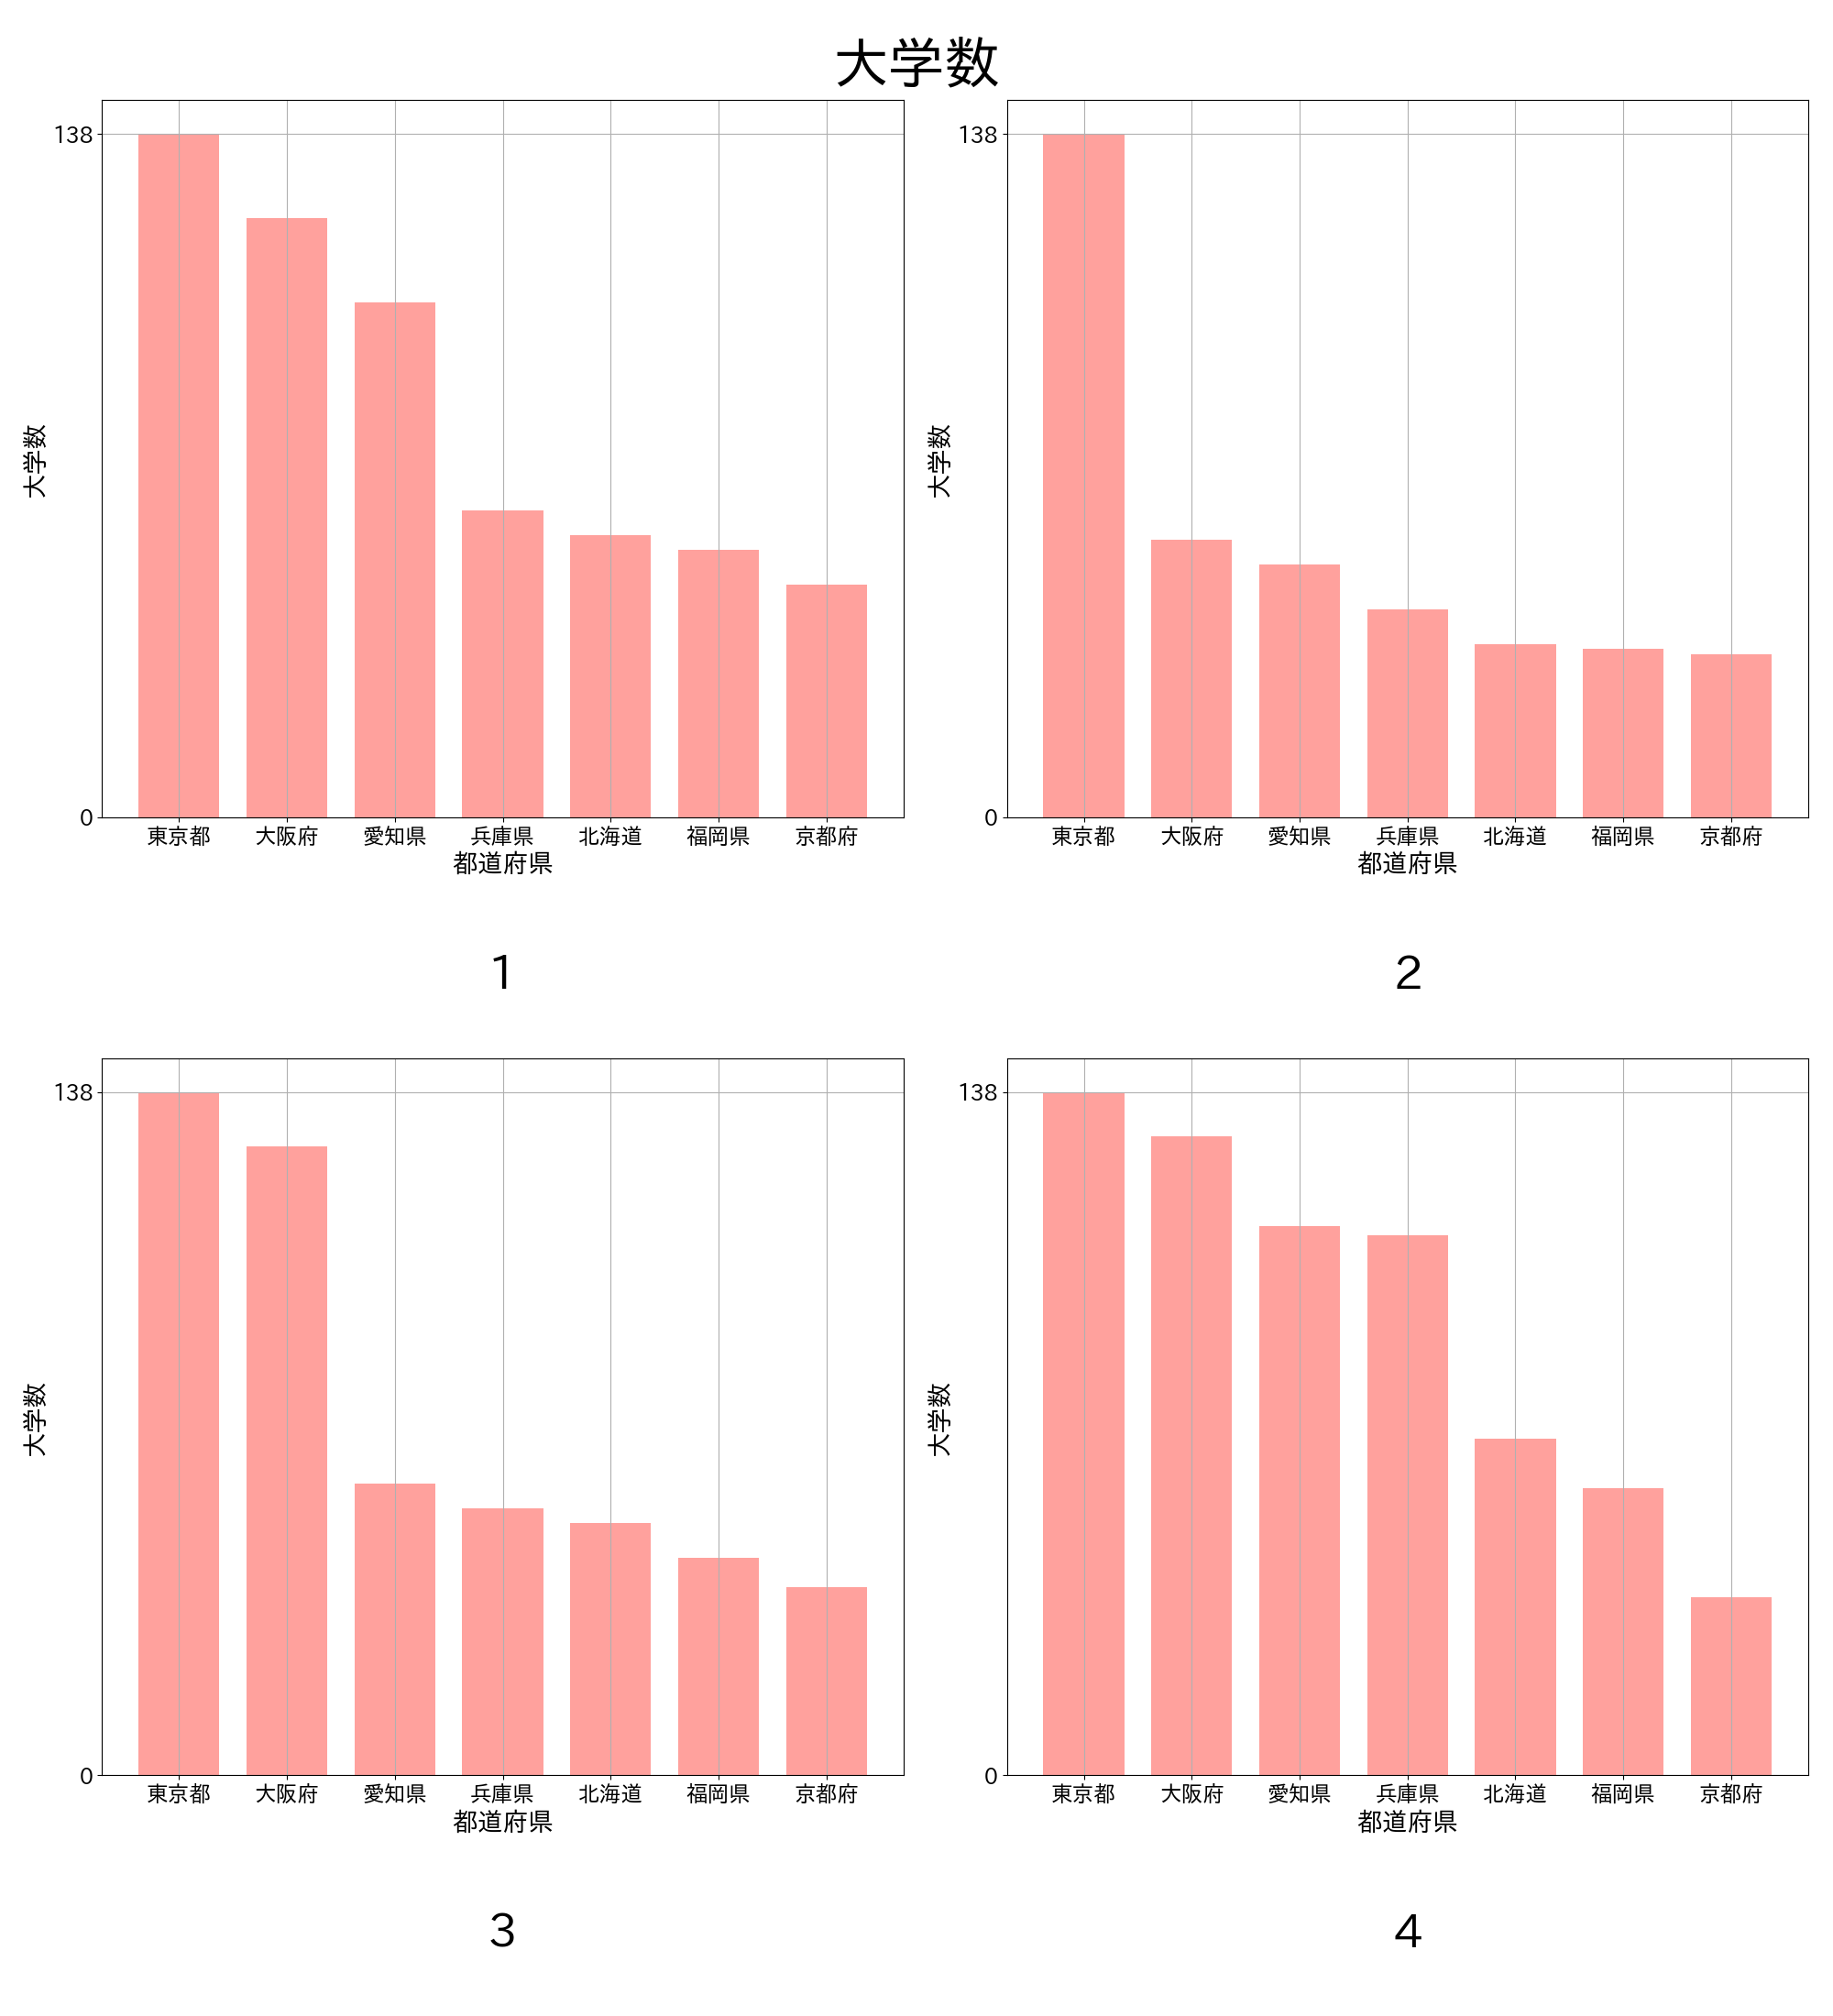 大学数
138
0
大学数
東京都 大阪府 愛知県 兵庫県 北海道 福岡県 京都府
都道府県
1
138
0
大学数
東京都 大阪府 愛知県 兵庫県 北海道 福岡県 京都府
都道府県
2
138
0
大学数
東京都 大阪府 愛知県 兵庫県 北海道 福岡県 京都府
都道府県
3
138
0
大学数
東京都 大阪府 愛知県 兵庫県 北海道 福岡県 京都府
都道府県
4